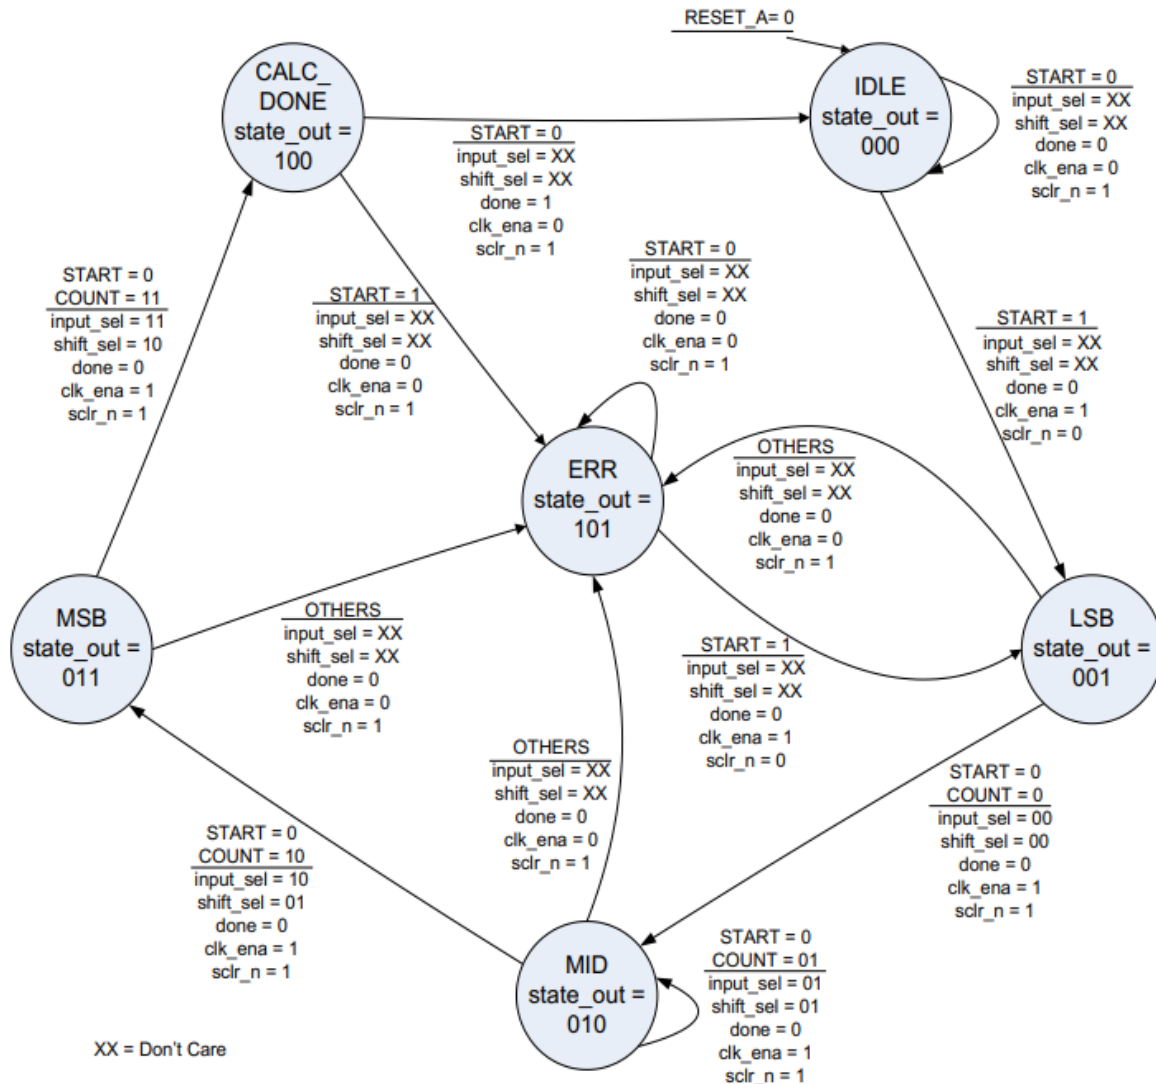 RESET_A= 0
CALC_
DONE
state_out =
100
IDLE
state_out =
000
START = 0
input_sel = XX
shift_sel = XX
done = 0
clk_ena = 0
sclr_n = 1
START = 0
input_sel = XX
shift_sel = XX
done = 1
clk_ena = 0
sclr_n = 1
START = 0
COUNT = 11
input_sel = 11
shift_sel = 10
done = 0
clk_ena = 1
sclr_n = 1
START = 1
input_sel = XX
shift_sel = XX
done = 0
clk_ena = 0
sclr_n = 1
START = 0
input_sel = XX
shift_sel = XX
done = 0
clk_ena = 0
sclr_n = 1
START = 1
input_sel = XX
shift_sel = XX
done = 0
clk_ena = 1
sclr_n = 0
ERR
state_out =
101
OTHERS
input_sel = XX
shift_sel = XX
done = 0
clk_ena = 0
sclr_n = 1
MSB
state_out =
011
OTHERS
input_sel = XX
shift_sel = XX
done = 0
clk_ena = 0
sclr_n = 1
START = 1
input_sel = XX
shift_sel = XX
done = 0
clk_ena = 1
sclr_n = 0
LSB
state_out =
001
OTHERS
input_sel = XX
shift_sel = XX
done = 0
clk_ena = 0
sclr_n = 1
START = 0
COUNT = 0
input_sel = 00
shift_sel = 00
done = 0
clk_ena = 1
sclr_n = 1
START = 0
COUNT = 10
input_sel = 10
shift_sel = 01
done = 0
clk_ena = 1
sclr_n = 1
MID
state_out =
010
START = 0
COUNT = 01
input_sel = 01
shift_sel = 01
done = 0
clk_ena = 1
sclr_n = 1
XX = Don't Care